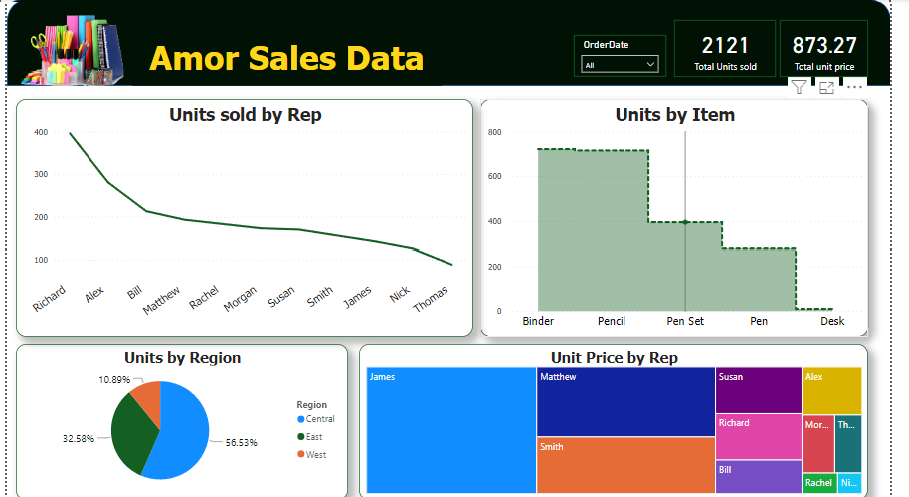 Amor Sales Data
OrderDate
All
2121
Total Units sold
873.27
Total unit price
Units sold by Rep
400
300
200
100
Richard Alex Bill Matthew Rachel Morgan Susan Smith James Nick Thomas
Units by Item
800
600
400
200
0
Binder Pencil Pen Set Pen Desk
Units by Region
10.89%
32.58%
56.53%
Region
Central
East
West
Unit Price by Rep
James
Matthew
Smith
Susan
Richard
Bill
Alex
Mor... Th...
Rachel Ni...